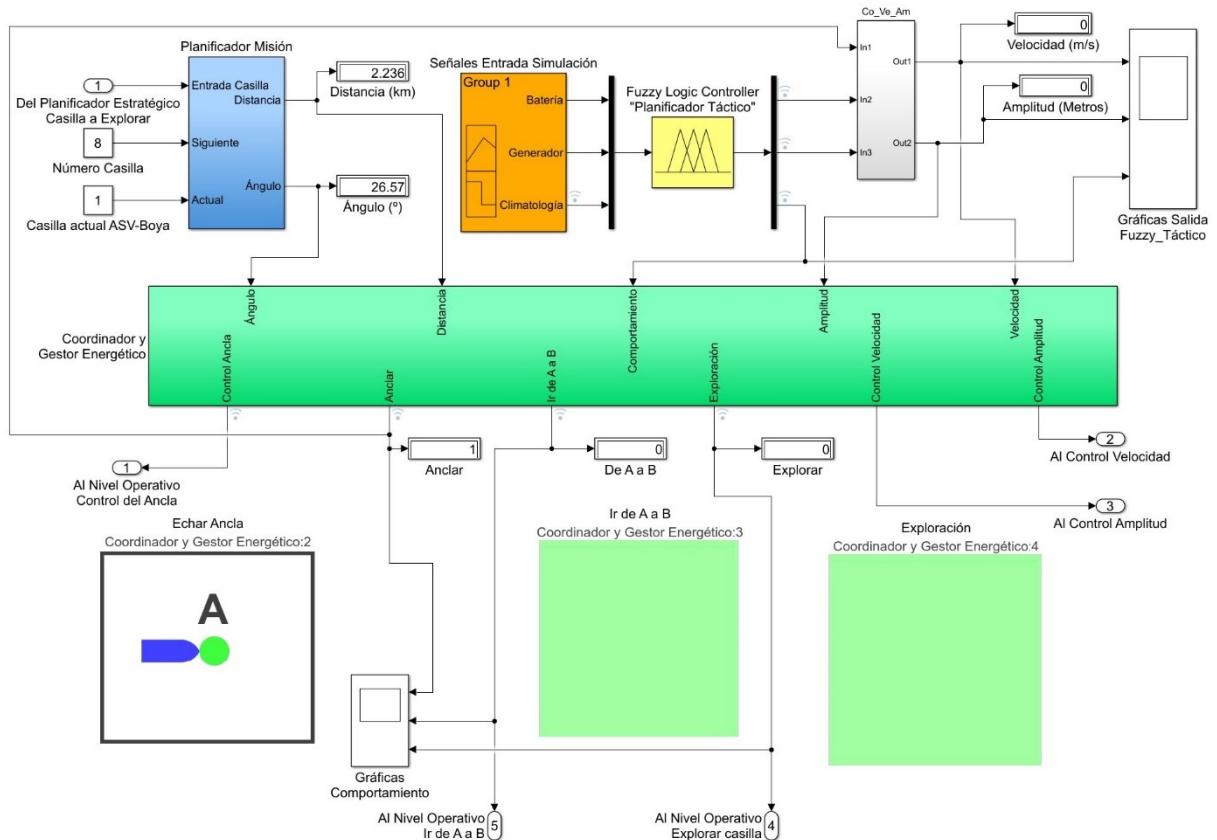 Co_Ve_Am
0
Velocidad (m/s)
Planificador Misión
Señales Entrada Simulación
In1
Out1
1
Entrada Casilla
Distancia
2.236
Distancia (km)
Group 1
Batería
Fuzzy Logic Controller
"Planificador Táctico"
0
Amplitud (Metros)
Del Planificador Estratégico
Casilla a Explorar
In2
8
Siguiente
Generador
Out2
In3
Número Casilla
Ángulo
26.57
Ángulo (º)
1
Actual
Climatología
Casilla actual ASV-Boya
Gráficas Salida
Fuzzy_Táctico
Ángulo
Distancia
Comportamiento
Amplitud
Velocidad
Coordinador y
Gestor Energético
Control Ancla
Anclar
Ir de A a B
Exploración
Control Velocidad
Control Amplitud
1
Anclar
0
De A a B
0
Explorar
2
Al Control Velocidad
1
Al Nivel Operativo
Control del Ancla
3
Al Control Amplitud
Echar Ancla
Coordinador y Gestor Energético:2
Ir de A a B
Coordinador y Gestor Energético:3
Exploración
Coordinador y Gestor Energético:4
A
Gráficas
Comportamiento
Al Nivel Operativo
Ir de A a B
5
Al Nivel Operativo
Explorar casilla
4